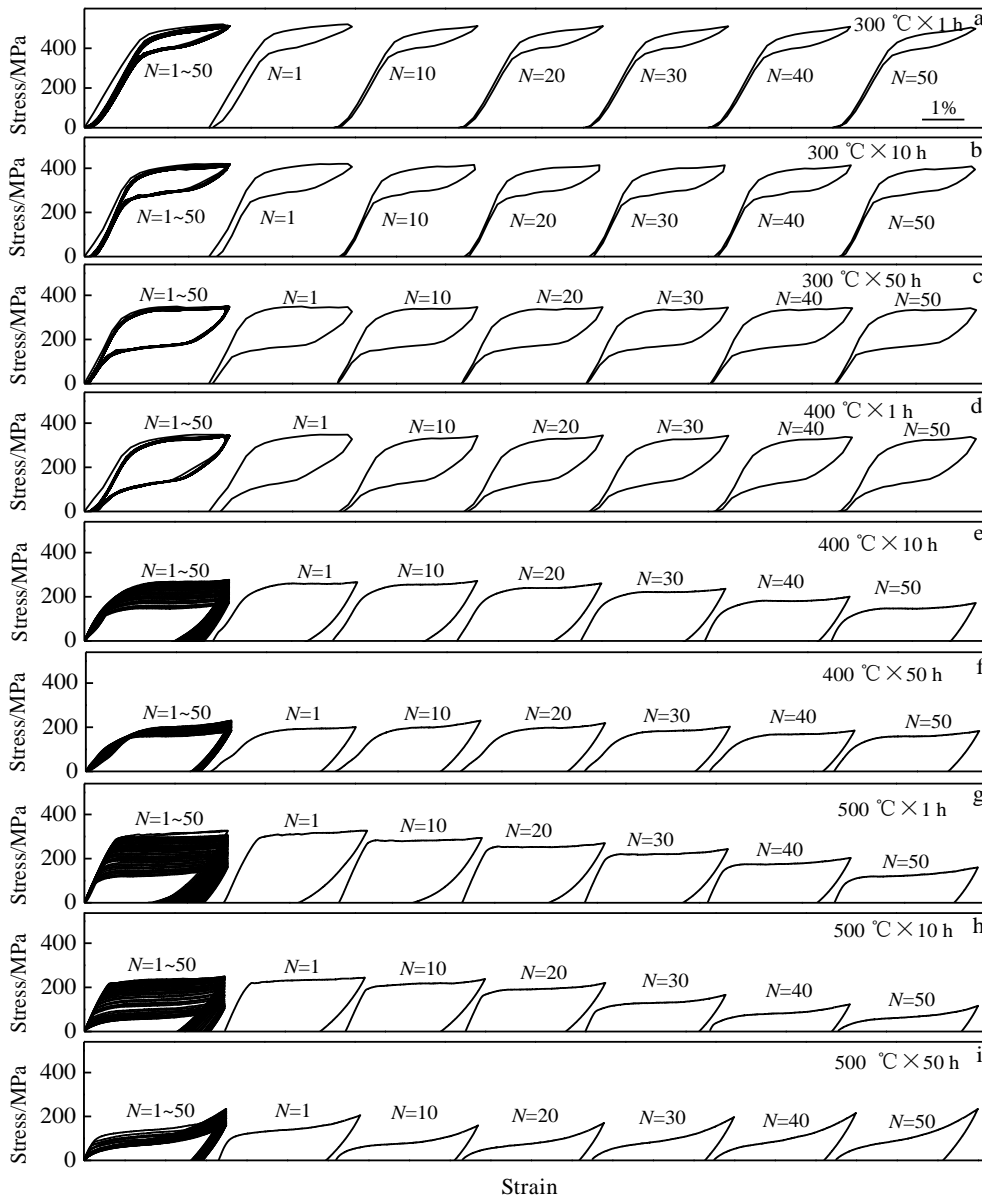 Stress/MPa
400
200
0
a
300 ℃×1 h
N=1~50
N=1
N=10
N=20
N=30
N=40
N=50
1%
Stress/MPa
400
200
0
b
300 ℃×10 h
N=1~50
N=1
N=10
N=20
N=30
N=40
N=50
Stress/MPa
400
200
0
c
300 ℃×50 h
N=1~50
N=1
N=10
N=20
N=30
N=40
N=50
Stress/MPa
400
200
0
d
400 ℃×1 h
N=1~50
N=1
N=10
N=20
N=30
N=40
N=50
Stress/MPa
400
200
0
e
400 ℃×10 h
N=1~50
N=1
N=10
N=20
N=30
N=40
N=50
Stress/MPa
400
200
0
f
400 ℃×50 h
N=1~50
N=1
N=10
N=20
N=30
N=40
N=50
Stress/MPa
400
200
0
g
500 ℃×1 h
N=1~50
N=1
N=10
N=20
N=30
N=40
N=50
Stress/MPa
400
200
0
h
500 ℃×10 h
N=1~50
N=1
N=10
N=20
N=30
N=40
N=50
Stress/MPa
400
200
0
i
500 ℃×50 h
N=1~50
N=1
N=10
N=20
N=30
N=40
N=50
Strain